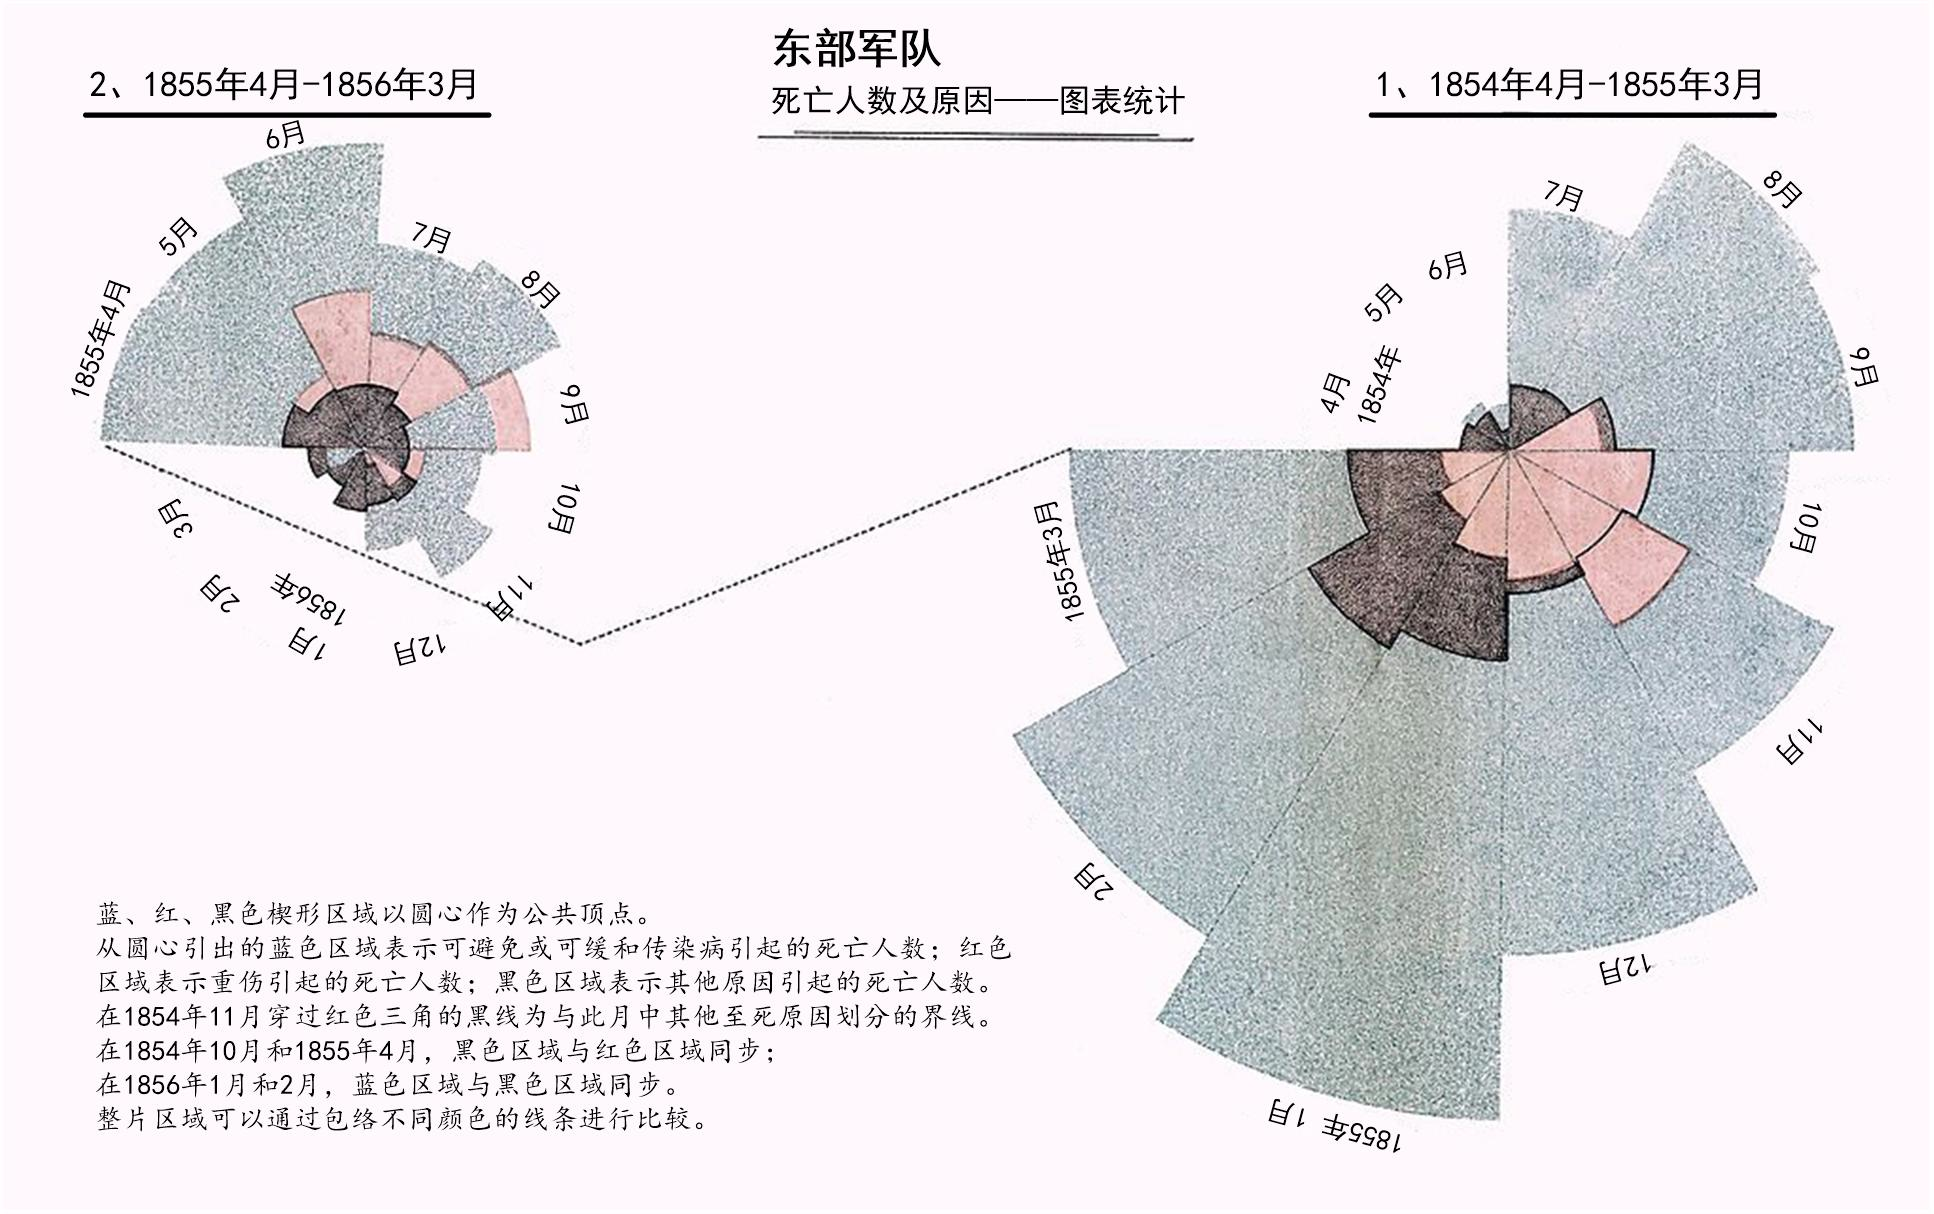 东部军队
死亡人数及原因——图表统计
2、1855年4月-1856年3月
1、1854年4月-1855年3月
1855年4月
5月
6月
7月
8月
9月
10月
11月
12月
1856年
1月
2月
3月
1854年
4月
5月
6月
7月
8月
9月
10月
11月
12月
1855年 1月
2月
1855年3月
蓝、红、黑色楔形区域以圆心作为公共顶点。
从圆心引出的蓝色区域表示可避免或可缓和传染病引起的死亡人数；红色
区域表示重伤引起的死亡人数；黑色区域表示其他原因引起的死亡人数。
在1854年11月穿过红色三角的黑线为与此月中其他至死原因划分的界线。
在1854年10月和1855年4月，黑色区域与红色区域同步；
在1856年1月和2月，蓝色区域与黑色区域同步。
整片区域可以通过包络不同颜色的线条进行比较。